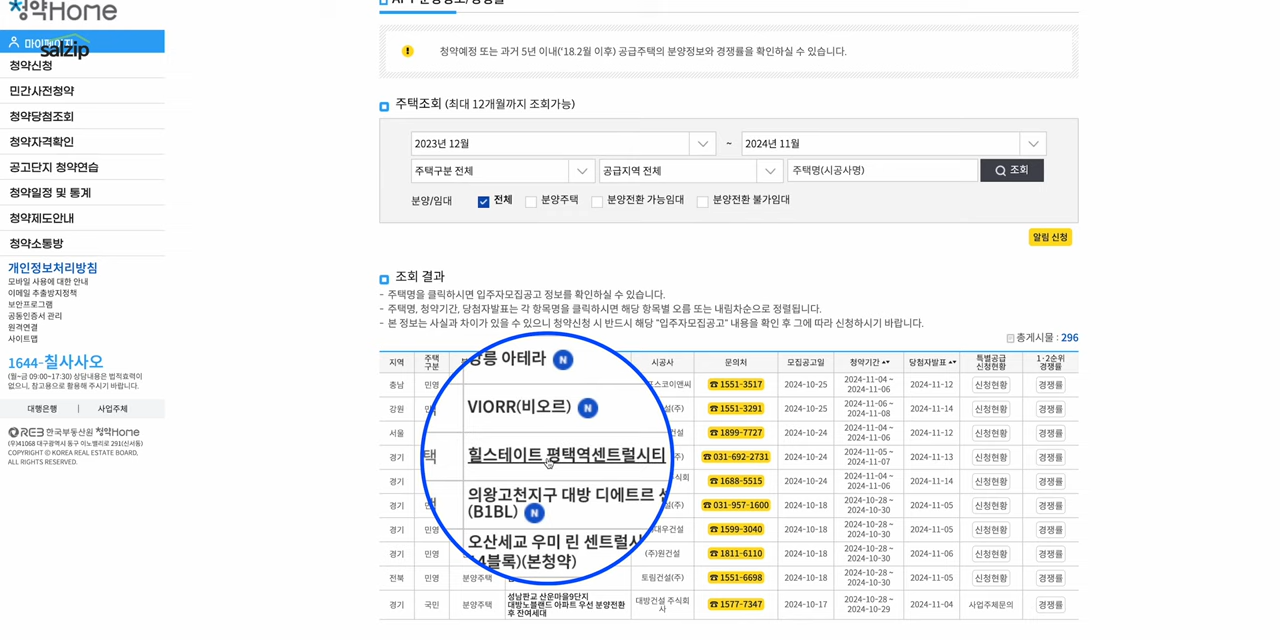 청약Home
마이페이지
salzip
청약신청
민간사전청약
청약당첨조회
청약자격확인
공고단지 청약연습
청약일정 및 통계
청약제도안내
청약소통방
개인정보처리방침
모바일 사용에 대한 안내
이메일 추출방지정책
보안프로그램
공동인증서 관리
원격연결
사이트맵
1644-칠사사오
(월~금 09:00~17:30) 상담내용은 법적효력이
없으니, 참고용으로 활용해 주시기 바랍니다.
대행은행 | 사업주체
REB 한국부동산원 청약Home
(우)41068 대구광역시 동구 이노밸리로 291(신서동)
COPYRIGHT © KOREA REAL ESTATE BOARD,
ALL RIGHTS RESERVED.
청약예정 또는 과거 5년 이내('18.2월 이후) 공급주택의 분양정보와 경쟁률을 확인하실 수 있습니다.
주택조회 (최대 12개월까지 조회가능)
2023년 12월 ~ 2024년 11월
주택구분 전체 공급지역 전체 주택명(시공사명) 조회
분양/임대 전체 분양주택 분양전환 가능임대 분양전환 불가임대
알림 신청
조회 결과
- 주택명을 클릭하시면 입주자모집공고 정보를 확인하실 수 있습니다.
- 주택명, 청약기간, 당첨자발표는 각 항목명을 클릭하시면 해당 항목별 오름 또는 내림차순으로 정렬됩니다.
- 본 정보는 사실과 차이가 있을 수 있으니 청약신청 시 반드시 해당 "입주자모집공고" 내용을 확인 후 그에 따라 신청하시기 바랍니다.
총게시물 : 296
지역 주택구분 시공사 문의처 모집공고일 청약기간 당첨자발표 특별공급 신청현황 1·2순위 경쟁률
충남 민영 아테라 N 포스코이앤씨 1551-3517 2024-10-25 2024-11-04 ~ 2024-11-06 2024-11-12 신청현황 경쟁률
강원 VIORR(비오르) N 1551-3291 2024-10-25 2024-11-06 ~ 2024-11-08 2024-11-14 신청현황 경쟁률
서울 1899-7727 2024-10-24 2024-11-04 ~ 2024-11-06 2024-11-12 신청현황 경쟁률
경기 힐스테이트 평택역센트럴시티 031-692-2731 2024-10-24 2024-11-05 ~ 2024-11-07 2024-11-13 신청현황 경쟁률
경기 1688-5515 2024-10-24 2024-11-04 ~ 2024-11-06 2024-11-14 신청현황 경쟁률
경기 의왕고천지구 대방 디에트르 (B1BL) N 031-957-1600 2024-10-18 2024-10-28 ~ 2024-10-30 2024-11-05 신청현황 경쟁률
경기 민영 오산세교 우미 린 센트럴시 4블록)(본청약) 대우건설 1599-3040 2024-10-18 2024-10-28 ~ 2024-10-30 2024-11-05 신청현황 경쟁률
경기 민영 (주)원건설 1811-6110 2024-10-18 2024-10-28 ~ 2024-10-30 2024-11-06 신청현황 경쟁률
전북 민영 분양주택 토림건설(주) 1551-6698 2024-10-18 2024-10-28 ~ 2024-10-30 2024-11-05 신청현황 경쟁률
경기 국민 분양주택 성남판교 산운마을9단지 대방노블랜드 아파트 우선 분양전환 후 잔여세대 대방건설 주식회사 1577-7347 2024-10-17 2024-10-28 ~ 2024-10-29 2024-11-04 사업주체문의 경쟁률